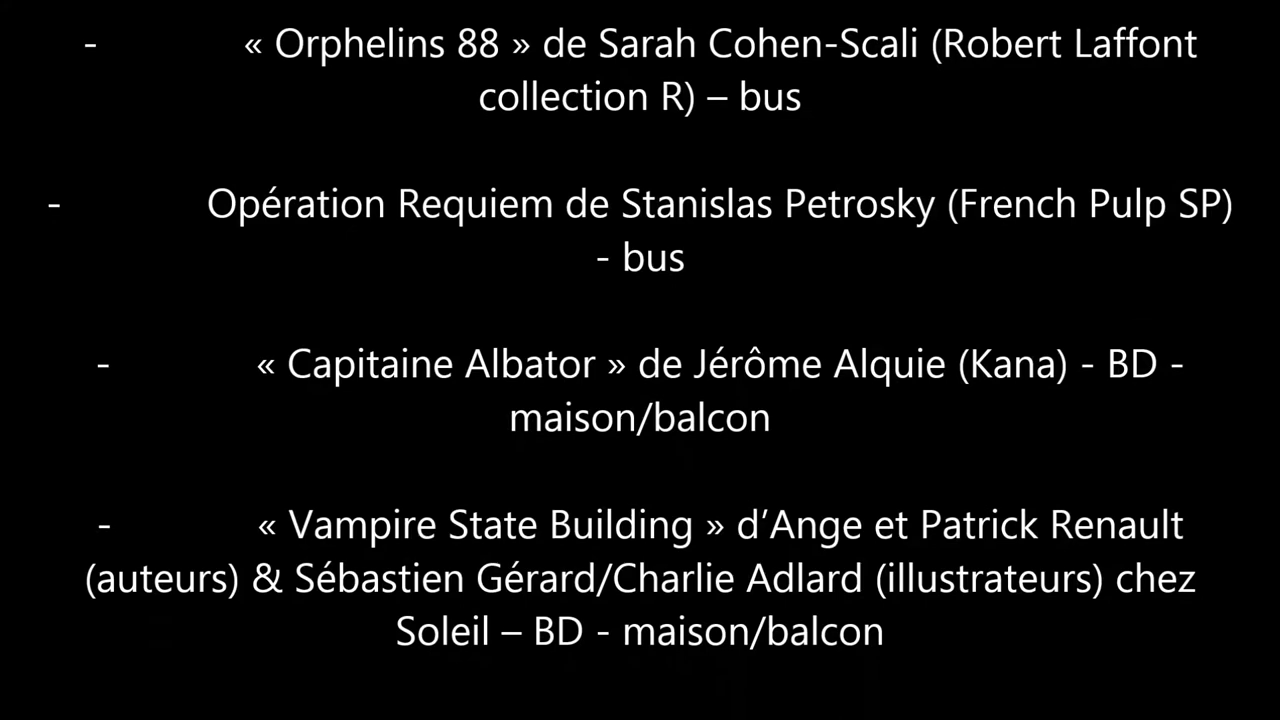 - « Orphelins 88 » de Sarah Cohen-Scali (Robert Laffont
collection R) – bus
- Opération Requiem de Stanislas Petrosky (French Pulp SP)
- bus
- « Capitaine Albator » de Jérôme Alquie (Kana) - BD -
maison/balcon
- « Vampire State Building » d’Ange et Patrick Renault
(auteurs) & Sébastien Gérard/Charlie Adlard (illustrateurs) chez
Soleil – BD - maison/balcon